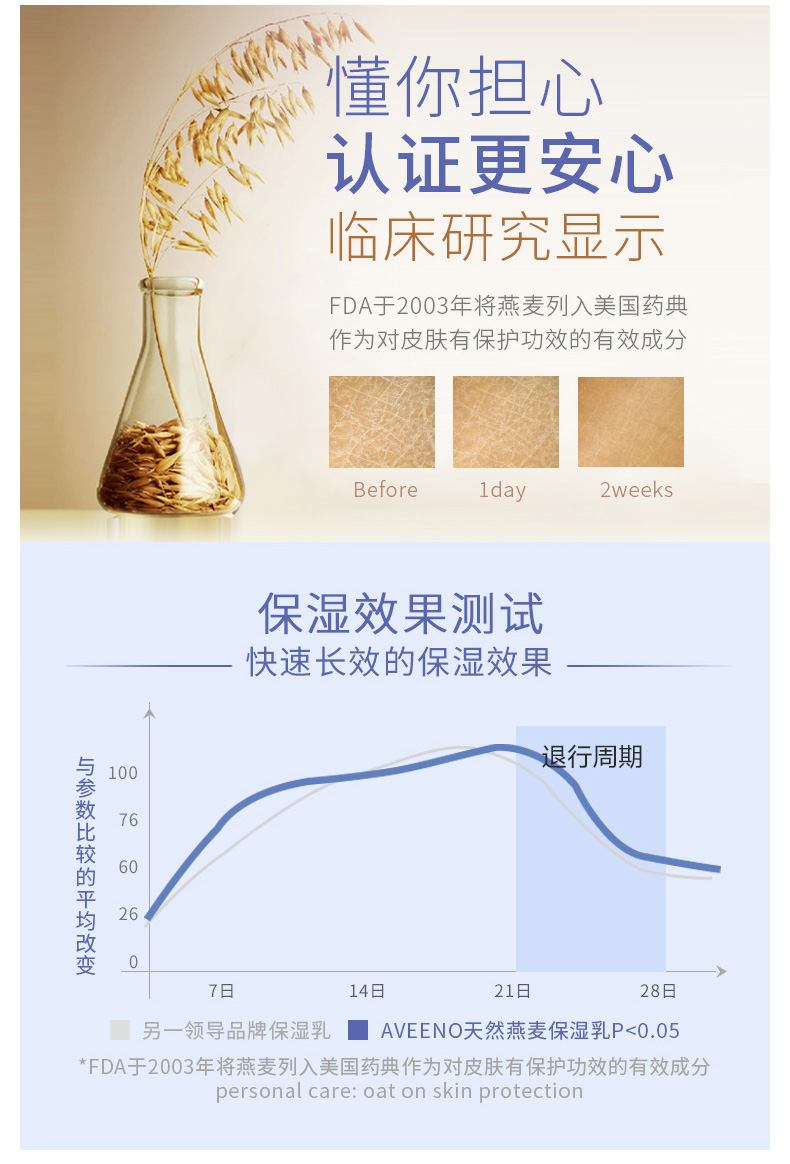 懂你担心
认证更安心
临床研究显示
FDA于2003年将燕麦列入美国药典
作为对皮肤有保护功效的有效成分
Before 1day 2weeks
保湿效果测试
快速长效的保湿效果
与参数比较的平均改变
100
76
60
26
0
退行周期
7日 14日 21日 28日
另一领导品牌保湿乳 AVEENO天然燕麦保湿乳P<0.05
*FDA于2003年将燕麦列入美国药典作为对皮肤有保护功效的有效成分
personal care: oat on skin protection